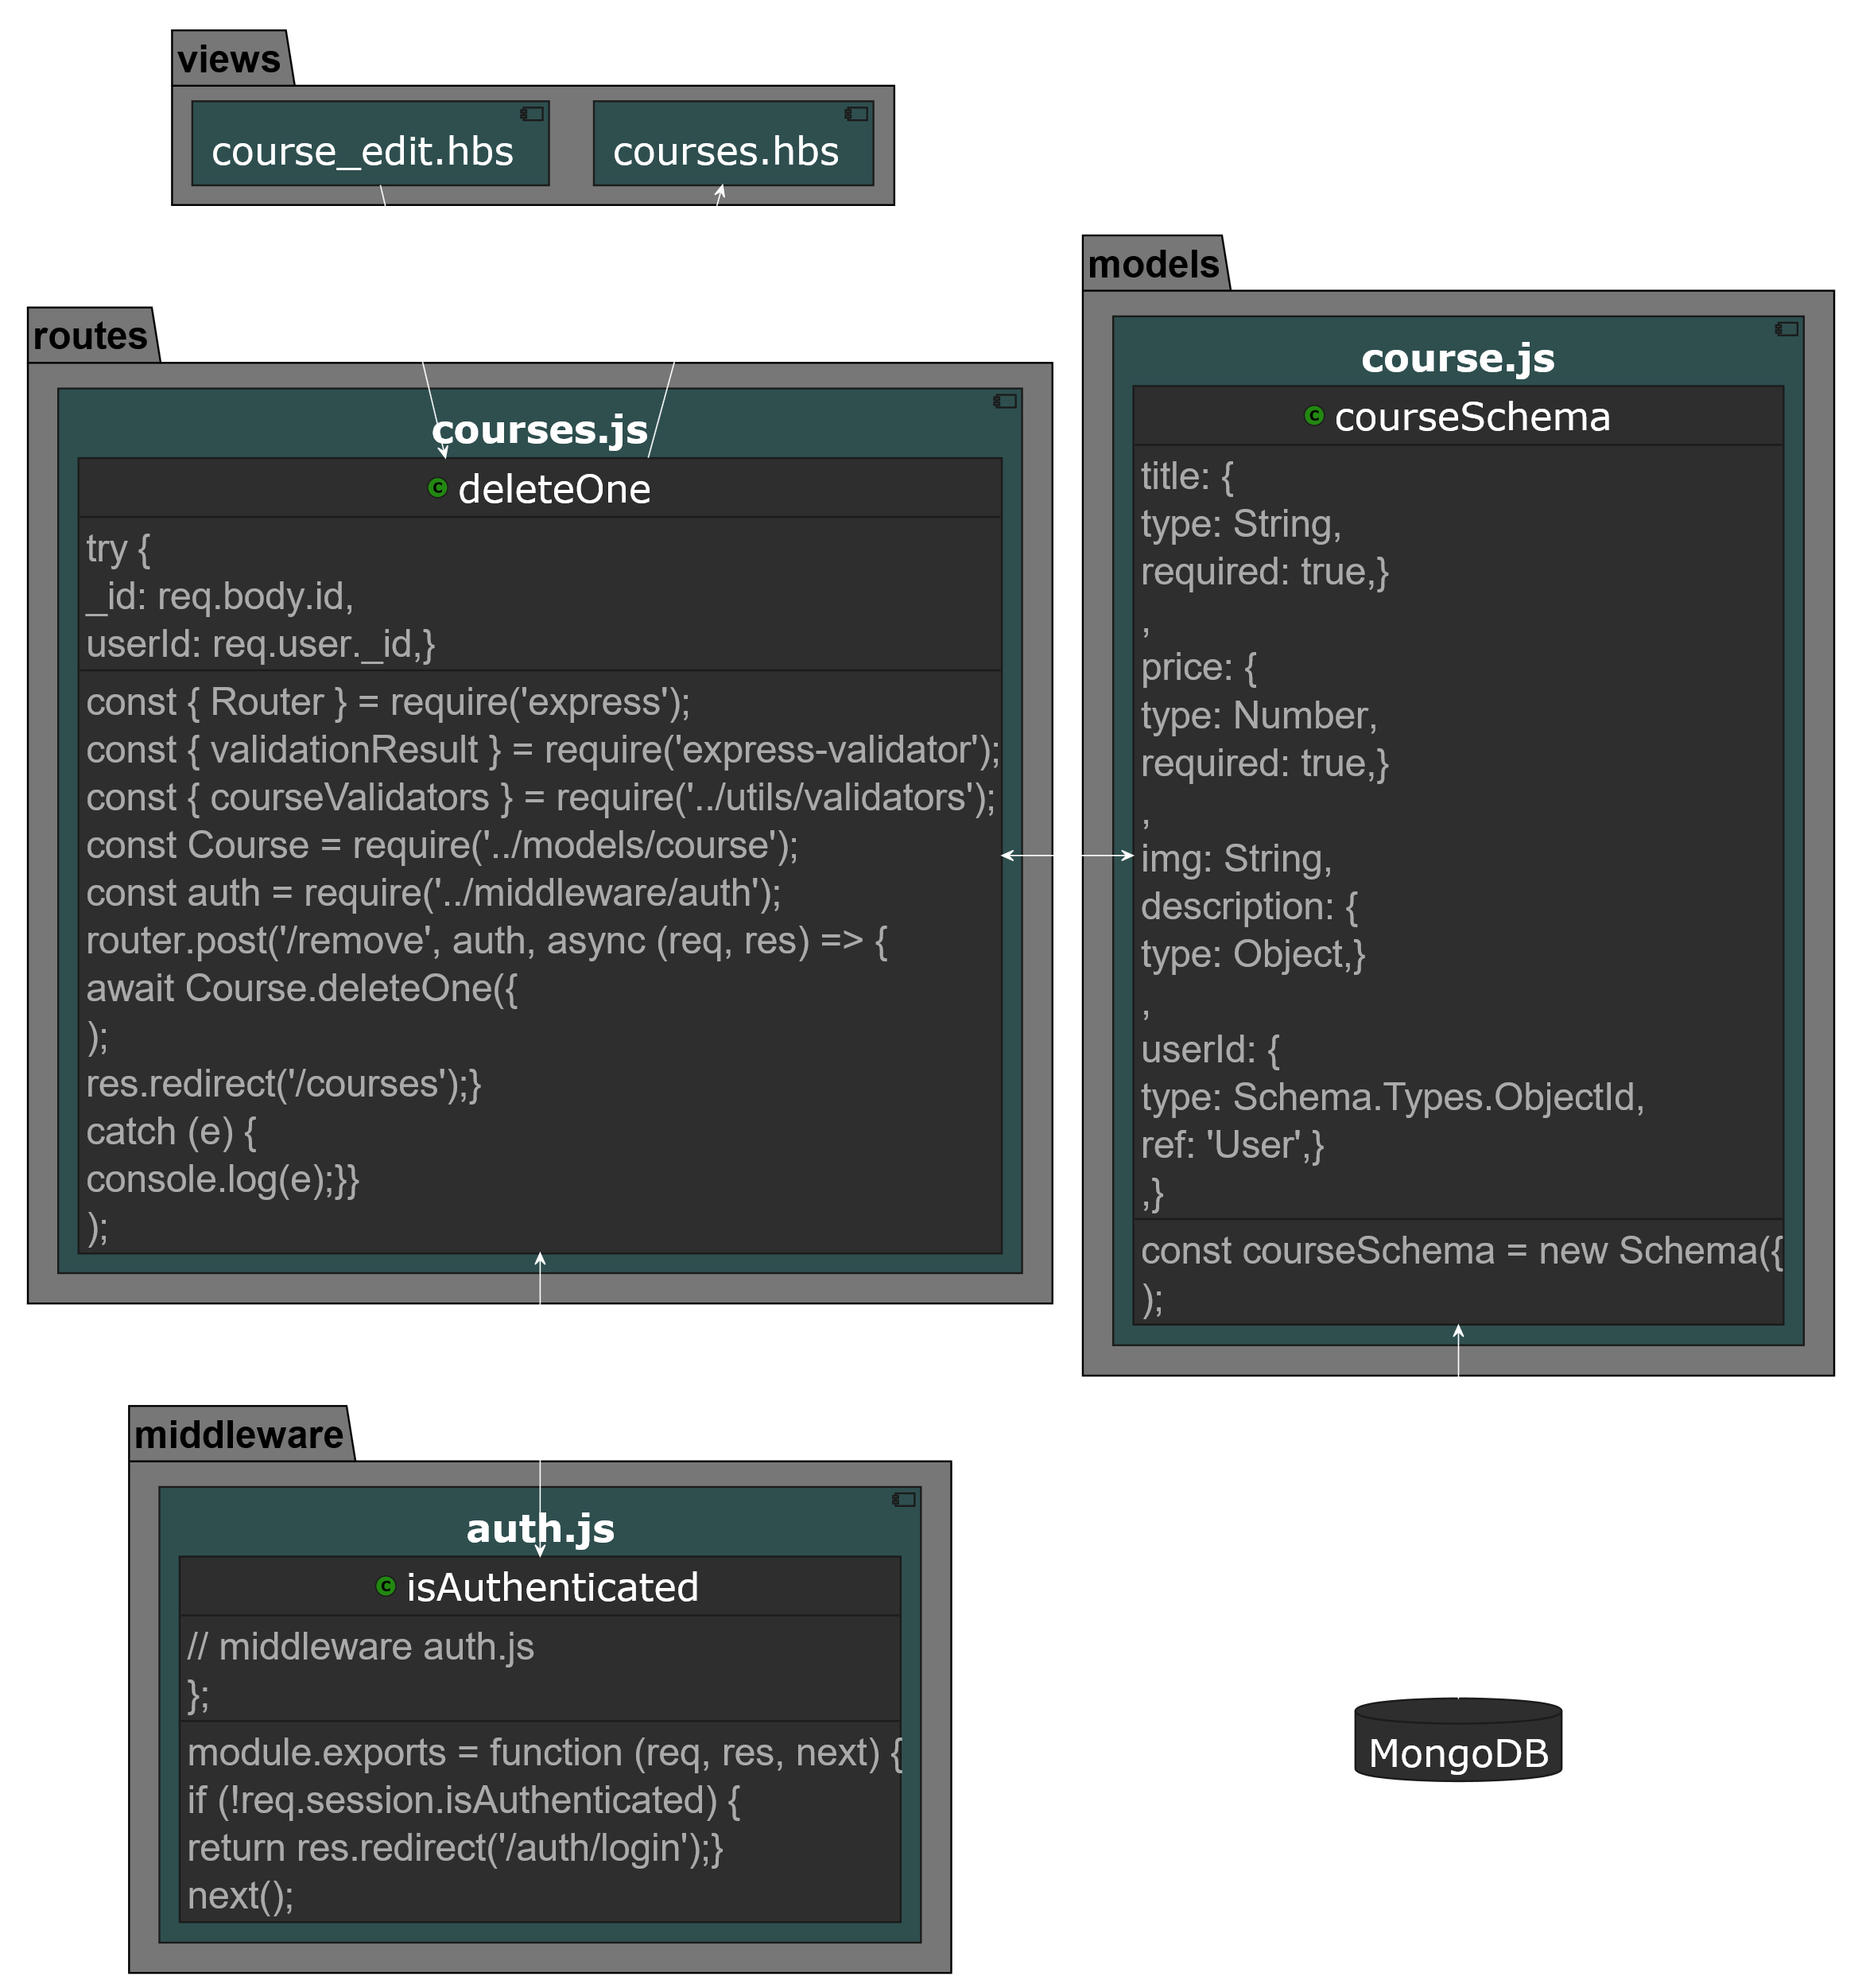 views
course_edit.hbs
courses.hbs
routes
courses.js
deleteOne
try {
_id: req.body.id,
userId: req.user._id,}
const { Router } = require('express');
const { validationResult } = require('express-validator');
const { courseValidators } = require('../utils/validators');
const Course = require('../models/course');
const auth = require('../middleware/auth');
router.post('/remove', auth, async (req, res) => {
await Course.deleteOne({
);
res.redirect('/courses');}
catch (e) {
console.log(e);}}
);
models
course.js
C courseSchema
title: {
type: String,
required: true,}
,
price: {
type: Number,
required: true,}
,
img: String,
description: {
type: Object,}
,
userId: {
type: Schema.Types.ObjectId,
ref: 'User',}
,}
const courseSchema = new Schema({
);
middleware
auth.js
C isAuthenticated
// middleware auth.js
};
module.exports = function (req, res, next) {
if (!req.session.isAuthenticated) {
return res.redirect('/auth/login');}
next();
MongoDB